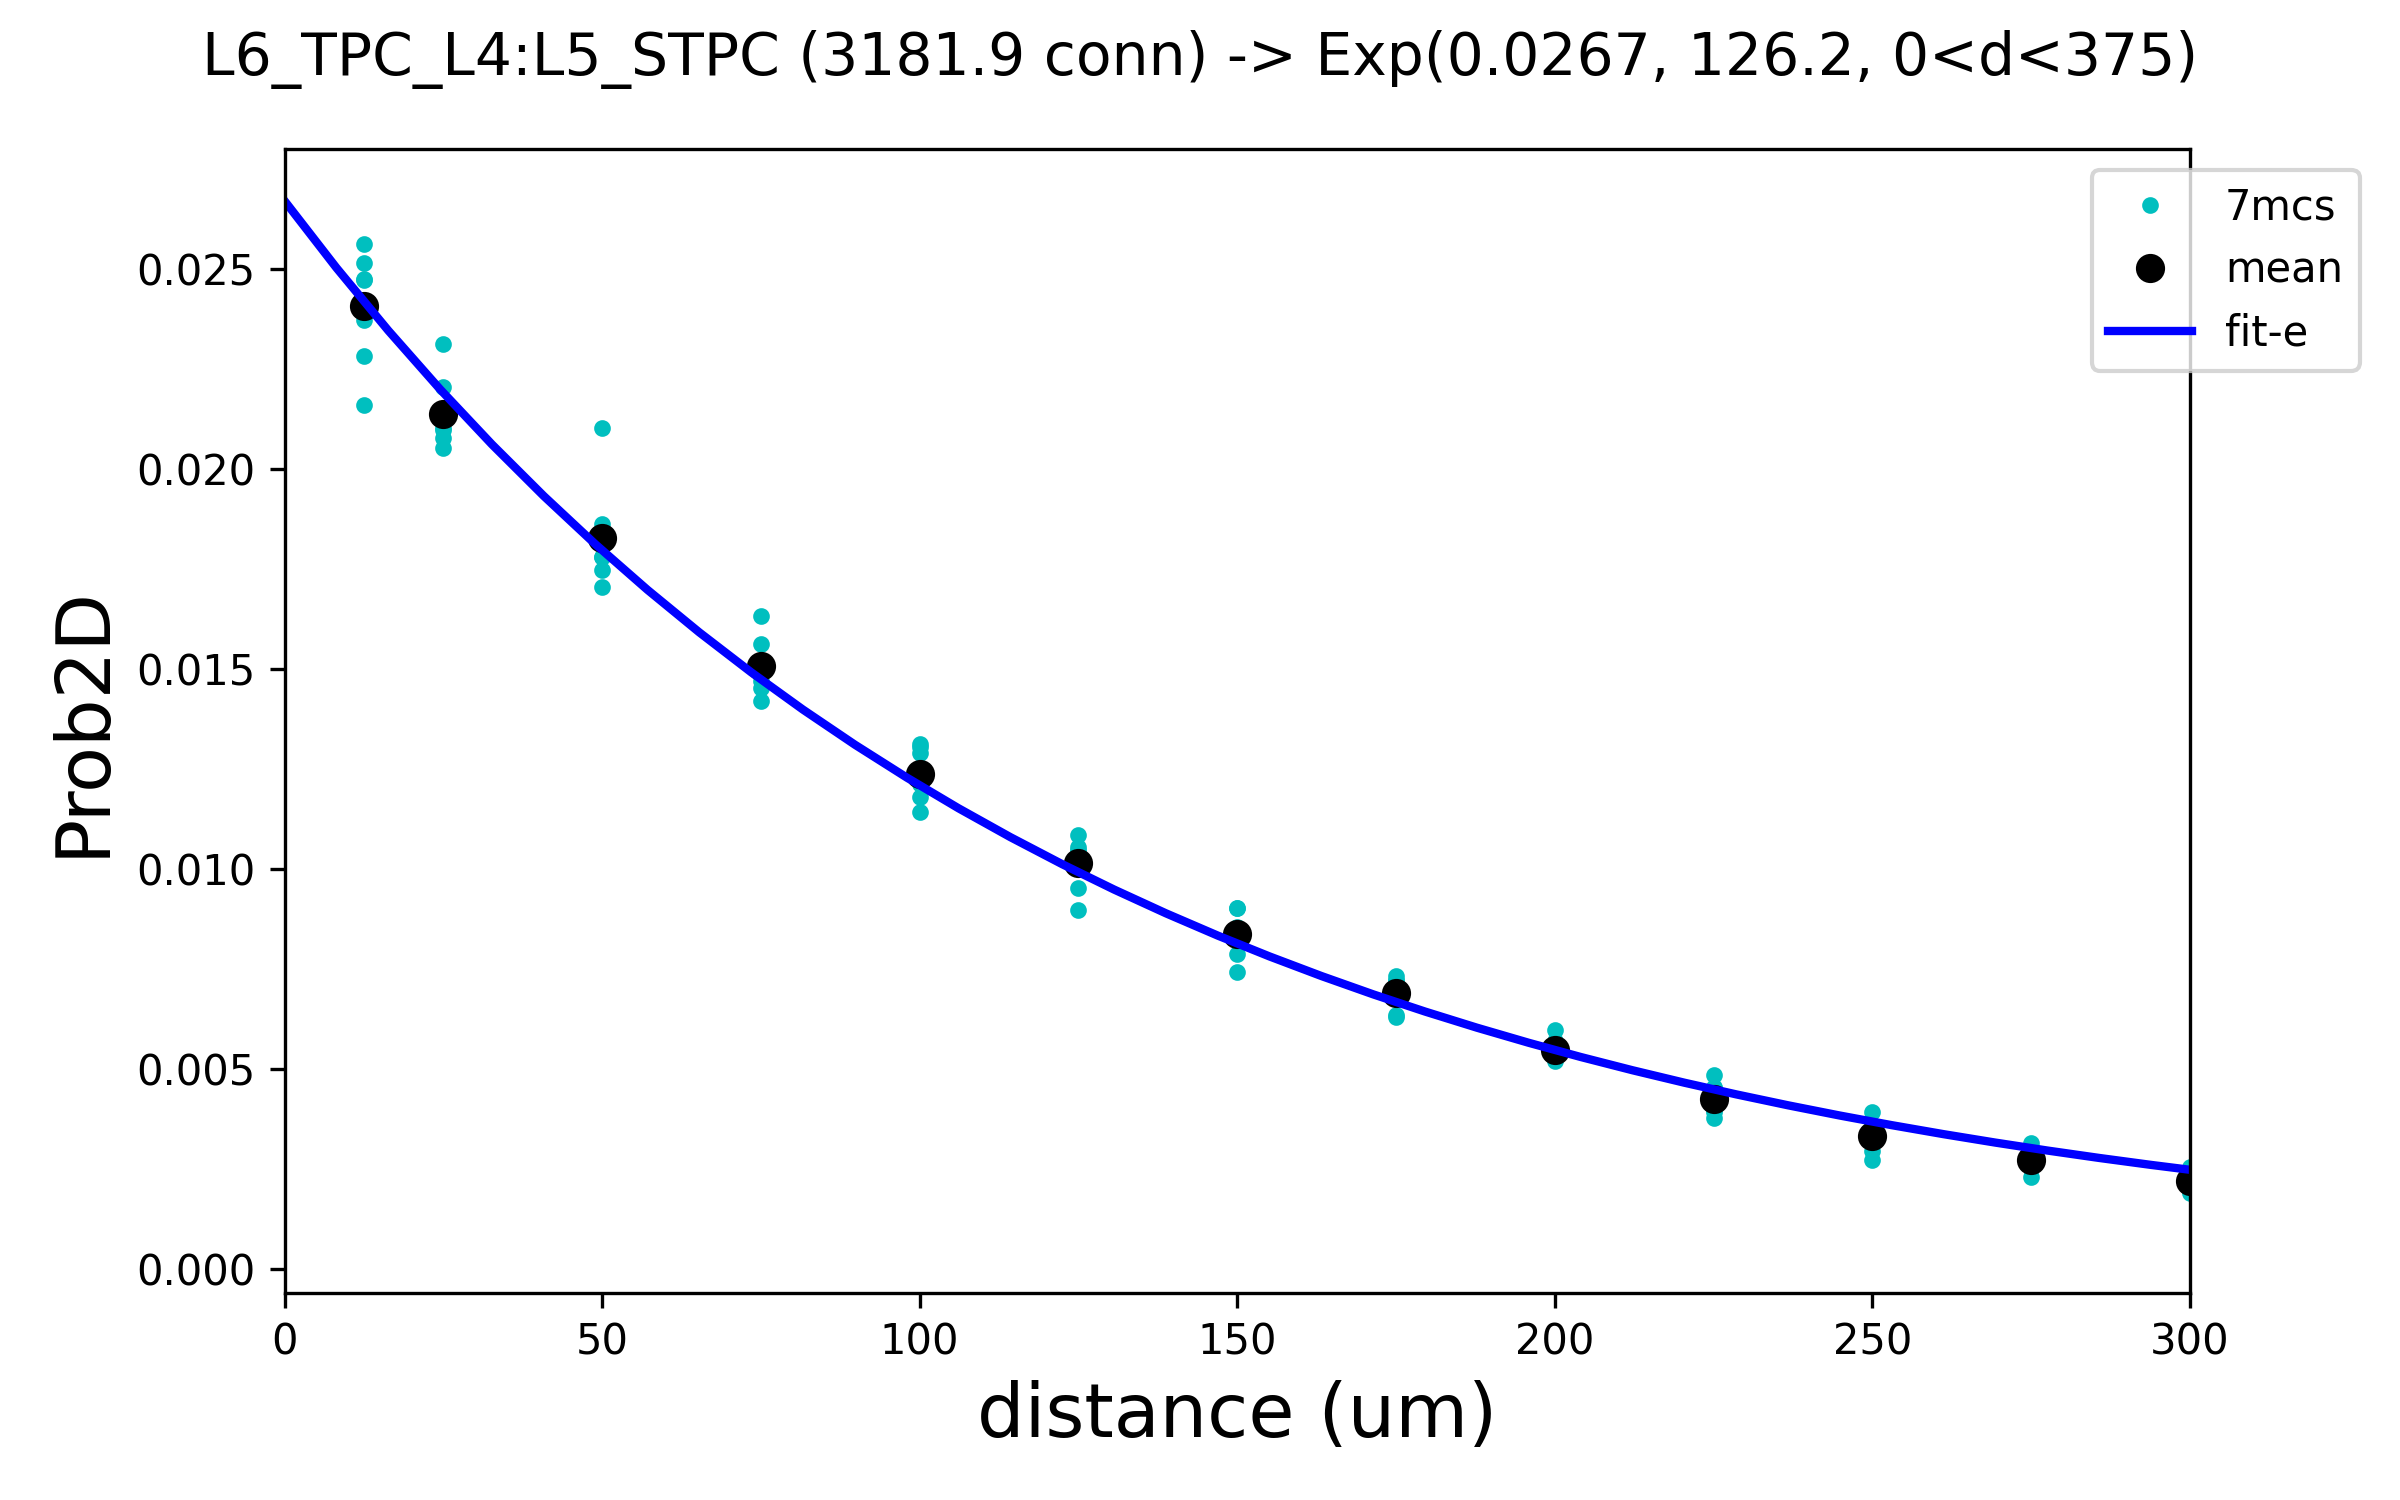 L6_TPC_L4:L5_STPC (3181.9 conn) -> Exp(0.0267, 126.2, 0<d<375)
7mcs
mean
fit-e
Prob2D
0.025
0.020
0.015
0.010
0.005
0.000
0 50 100 150 200 250 300
distance (um)